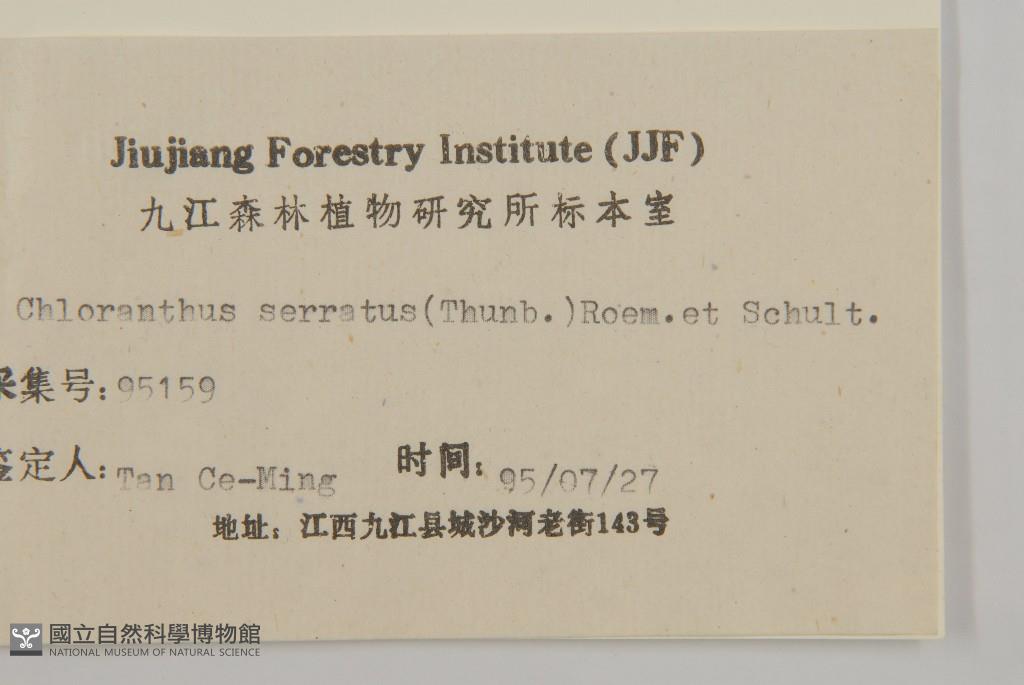 Jiujiang Forestry Institute (JJF)
九江森林植物研究所标本室
Chloranthus serratus(Thunb.)Roem.et Schult.
采集号:95159
鉴定人:Tan Ce-Ming 时间:95/07/27
地址:江西九江县城沙河老街143号
國立自然科學博物館
NATIONAL MUSEUM OF NATURAL SCIENCE